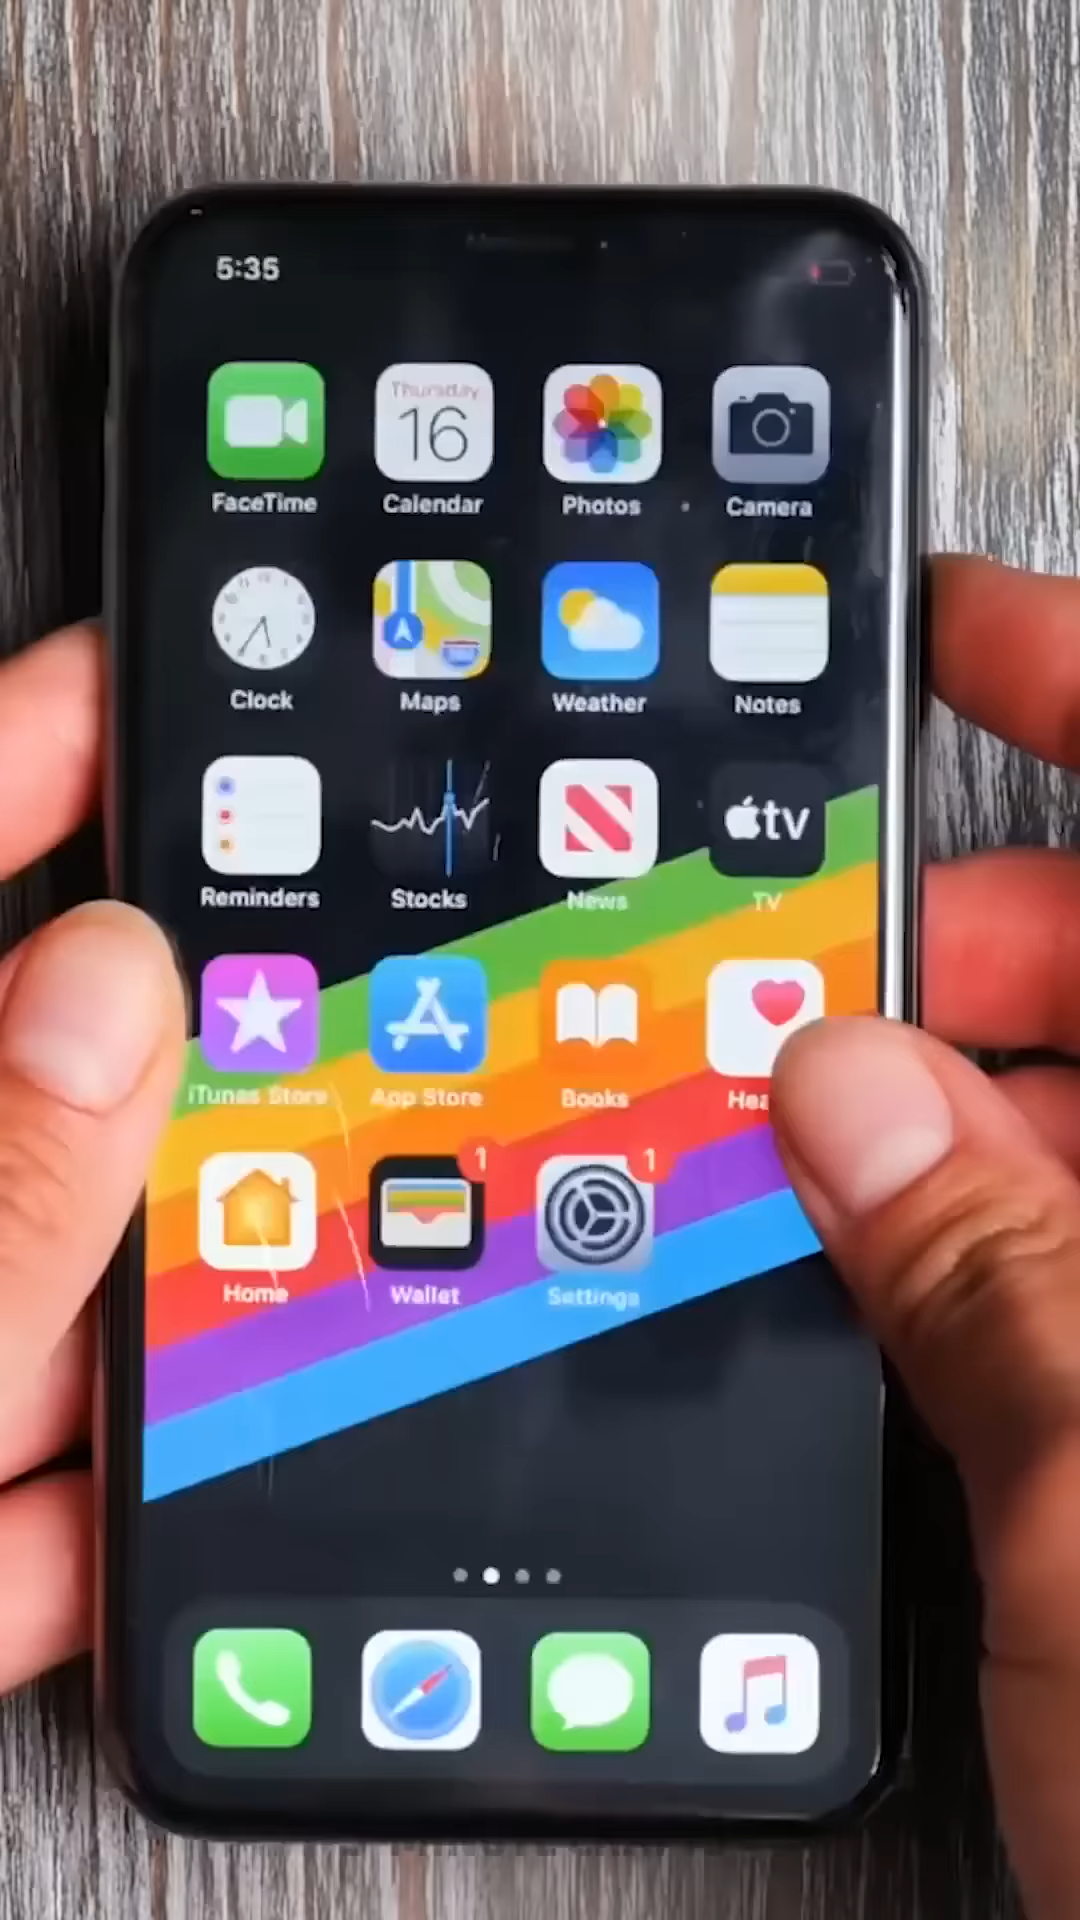 5:35
Thursday
16
FaceTime
Calendar
Photos
Camera
Clock
Maps
Weather
Notes
Reminders
Stocks
News
tv
TV
iTunes Store
App Store
Books
Hea
1
1
Home
Wallet
Settings